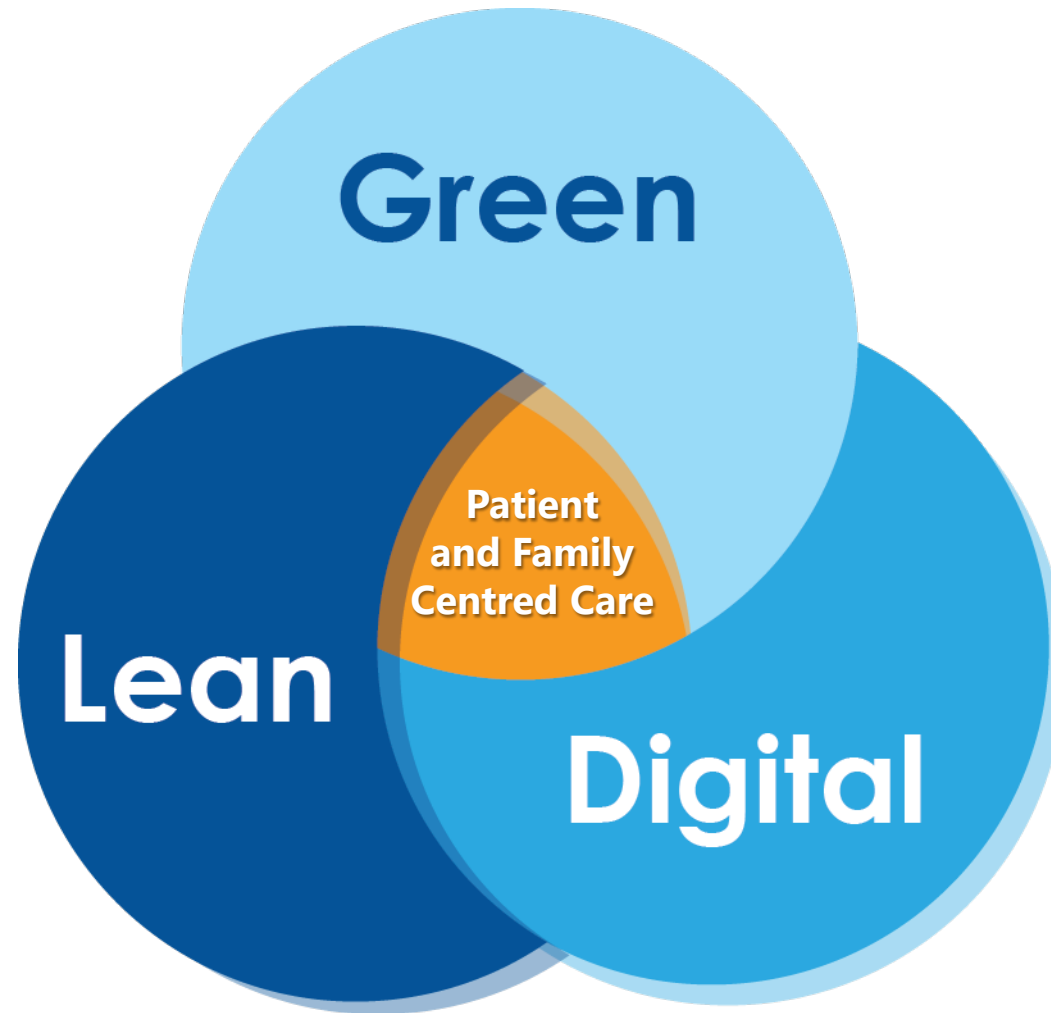 Green
Patient
and Family
Centred Care
Lean
Digital